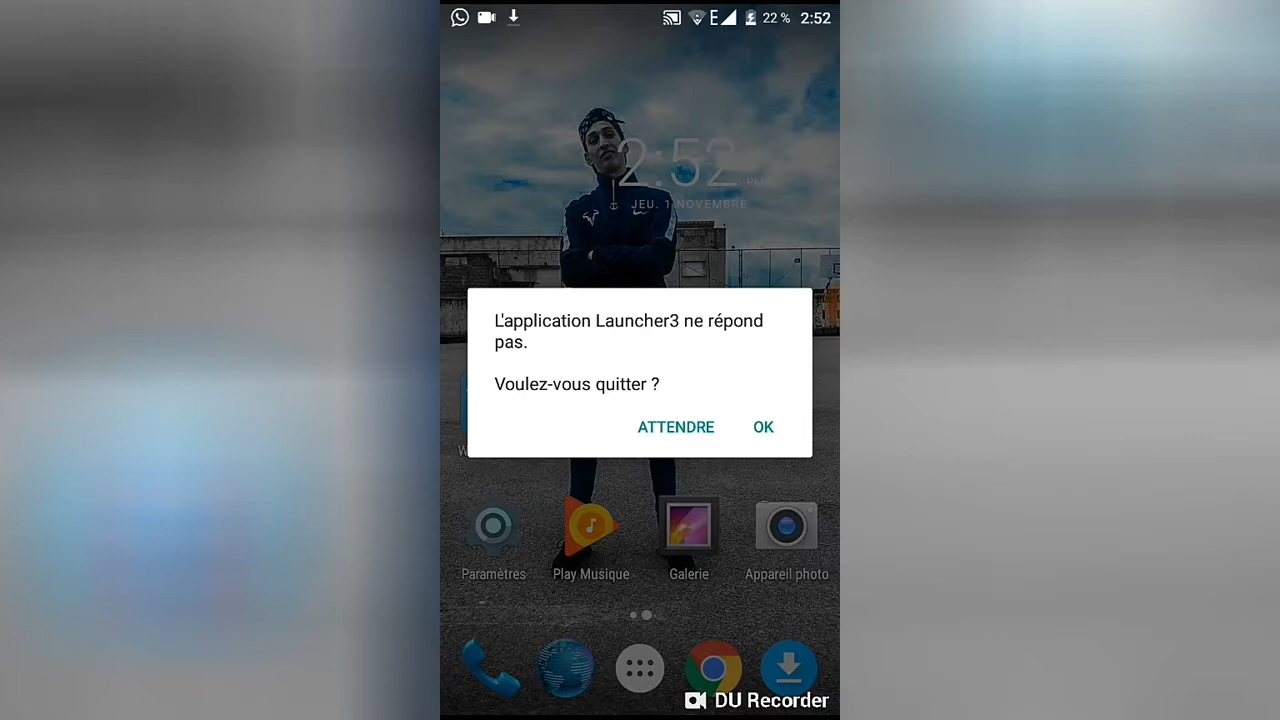 22 % 2:52
2:52 PM
JEU. 1 NOVEMBRE
L'application Launcher3 ne répond
pas.
Voulez-vous quitter ?
ATTENDRE OK
Paramètres Play Musique Galerie Appareil photo
DU Recorder